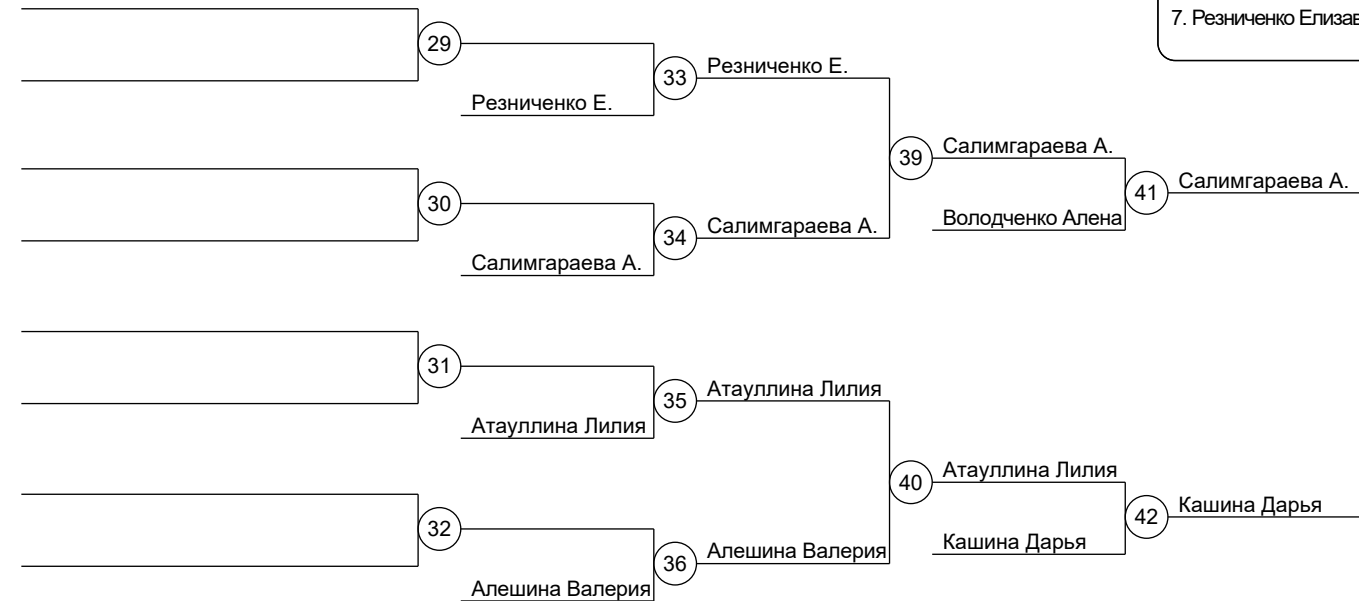 7. Резниченко Елизав
29
Резниченко Е.
33
Резниченко Е.
39
Салимгараева А.
41
Салимгараева А.
Володченко Алена
30
34
Салимгараева А.
Салимгараева А.
31
35
Атауллина Лилия
Атауллина Лилия
40
Атауллина Лилия
42
Кашина Дарья
Кашина Дарья
32
36
Алешина Валерия
Алешина Валерия